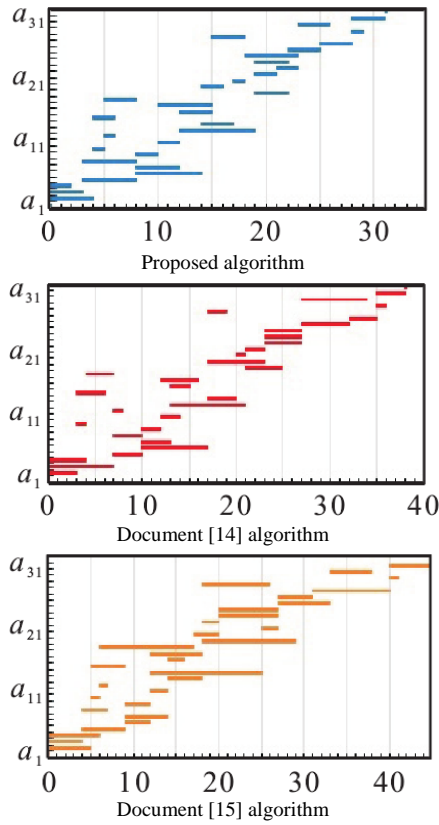 a31
a21
a11
a1
0 10 20 30
Proposed algorithm
a31
a21
a11
a1
0 10 20 30 40
Document [14] algorithm
a31
a21
a11
a1
0 10 20 30 40
Document [15] algorithm